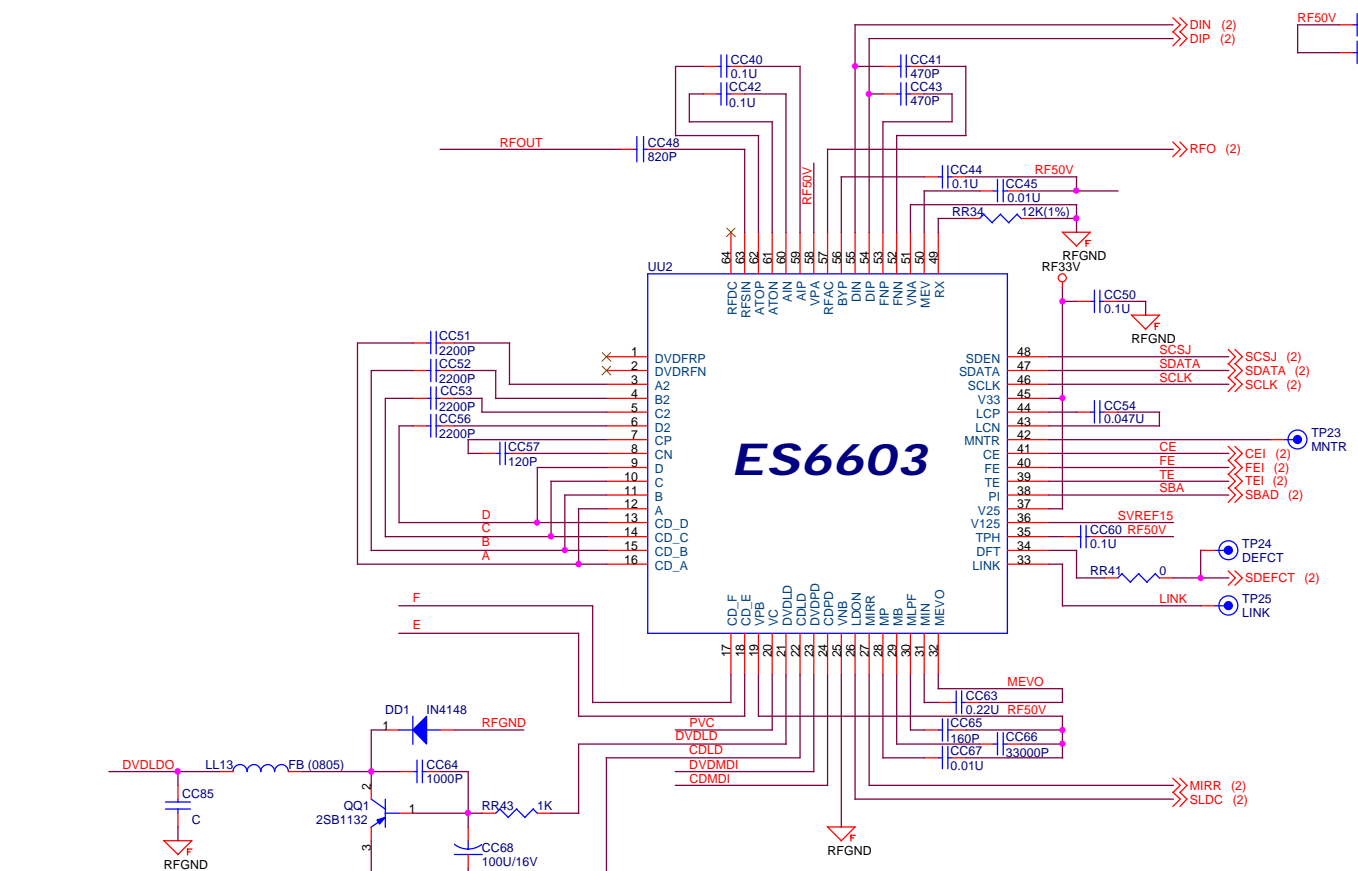 DIN (2)
DIP (2)
RF50V
CC40
0.1U
CC42
0.1U
CC41
470P
CC43
470P
RFOUT
CC48
820P
RFO (2)
RF50V
CC44
0.1U
RF50V
CC45
0.01U
RR34
12K(1%)
RFGND
RF33V
CC50
0.1U
RFGND
UU2
64
63
62
61
60
59
58
57
56
55
54
53
52
51
50
49
RFDC
RFSIN
ATOP
ATON
AIN
AIP
VPA
RFAC
BYP
DIN
DIP
FNP
FNN
VNA
MEV
RX
CC51
2200P
CC52
2200P
CC53
2200P
CC56
2200P
CC57
120P
1 DVDFRP
2 DVDRFN
3 A2
4 B2
5 C2
6 D2
7 CP
8 CN
9 D
10 C
11 B
12 A
13 CD_D
14 CD_C
15 CD_B
16 CD_A
D
C
B
A
ES6603
SDEN 48 SCSJ SCSJ (2)
SDATA 47 SDATA SDATA (2)
SCLK 46 SCLK SCLK (2)
V33 45
LCP 44
LCN 43
CC54
0.047U
MNTR 42
TP23
MNTR
CE 41 CE CEI (2)
FE 40 FE FEI (2)
TE 39 TE TEI (2)
PI 38 SBA SBAD (2)
V25 37
V125 36 SVREF15
TPH 35
CC60 RF50V
0.1U
DFT 34
LINK 33
TP24
DEFCT
RR41 0
SDEFCT (2)
LINK
TP25
LINK
CD_F
CD_E
VPB
VC
DVDLD
CDLD
DVDPD
CDPD
VNB
LDON
MIRR
MP
MB
MLPF
MIN
MEVO
17
18
19
20
21
22
23
24
25
26
27
28
29
30
31
32
F
E
MEVO
CC63
0.22U RF50V
CC65
160P
CC66
33000P
CC67
0.01U
PVC
DVDLD
CDLD
DVDMDI
CDMDI
MIRR (2)
SLDC (2)
RFGND
DD1 IN4148
1
RFGND
DVDLDO
LL13 FB (0805)
CC64
1000P
CC85
C
RFGND
2
QQ1
2SB1132
1
3
RR43 1K
CC68
100U/16V
F
F
F
F